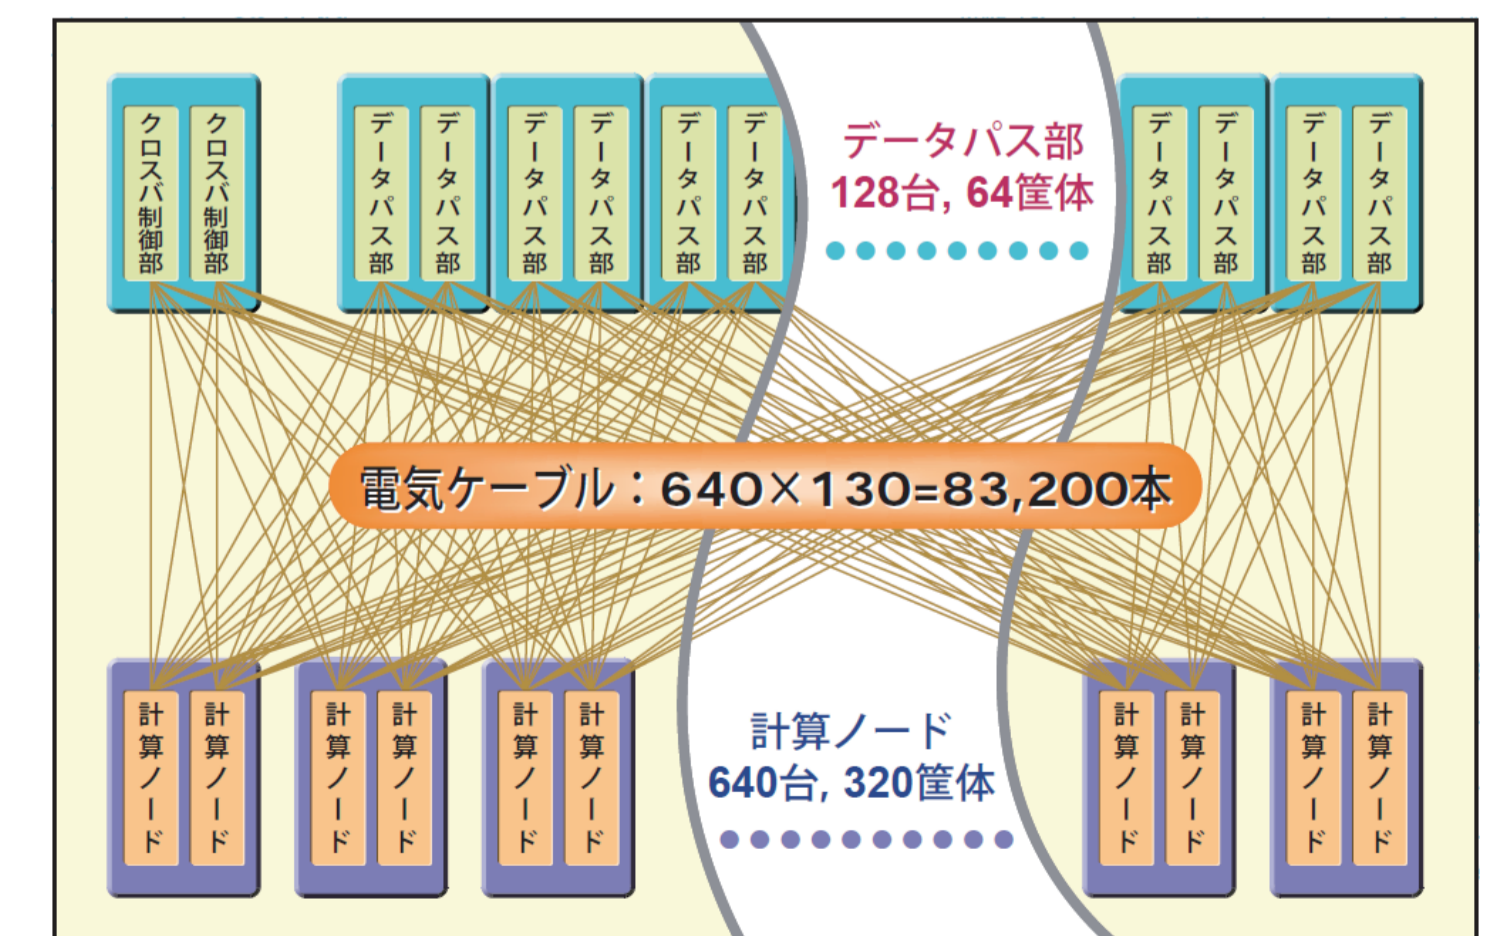 クロスバ制御部
クロスバ制御部
データパス部
データパス部
データパス部
データパス部
データパス部
データパス部
データパス部
128台, 64筐体
データパス部
データパス部
データパス部
データパス部
電気ケーブル：640×130=83,200本
計算ノード
計算ノード
計算ノード
計算ノード
計算ノード
計算ノード
計算ノード
640台, 320筐体
計算ノード
計算ノード
計算ノード
計算ノード